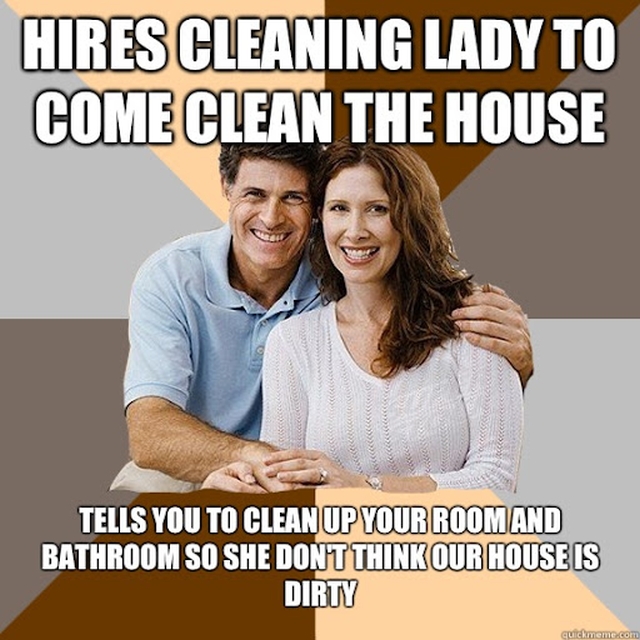 HIRES CLEANING LADY TO
COME CLEAN THE HOUSE
TELLS YOU TO CLEAN UP YOUR ROOM AND
BATHROOM SO SHE DON'T THINK OUR HOUSE IS
DIRTY
quickmeme.com